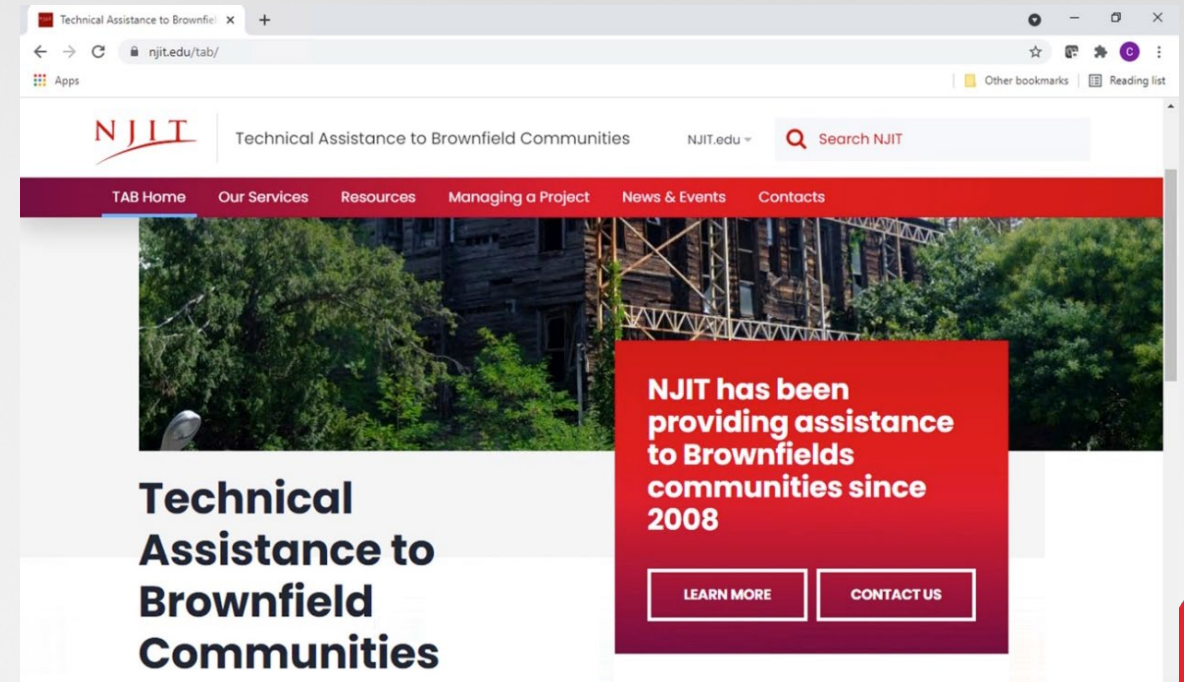 Technical Assistance to Brownfiel
njit.edu/tab/
C
Apps
Other bookmarks
Reading list
NJIT
Technical Assistance to Brownfield Communities
NJIT.edu
Search NJIT
TAB Home
Our Services
Resources
Managing a Project
News & Events
Contacts
NJIT has been
providing assistance
to Brownfields
communities since
2008
LEARN MORE
CONTACT US
Technical
Assistance to
Brownfield
Communities